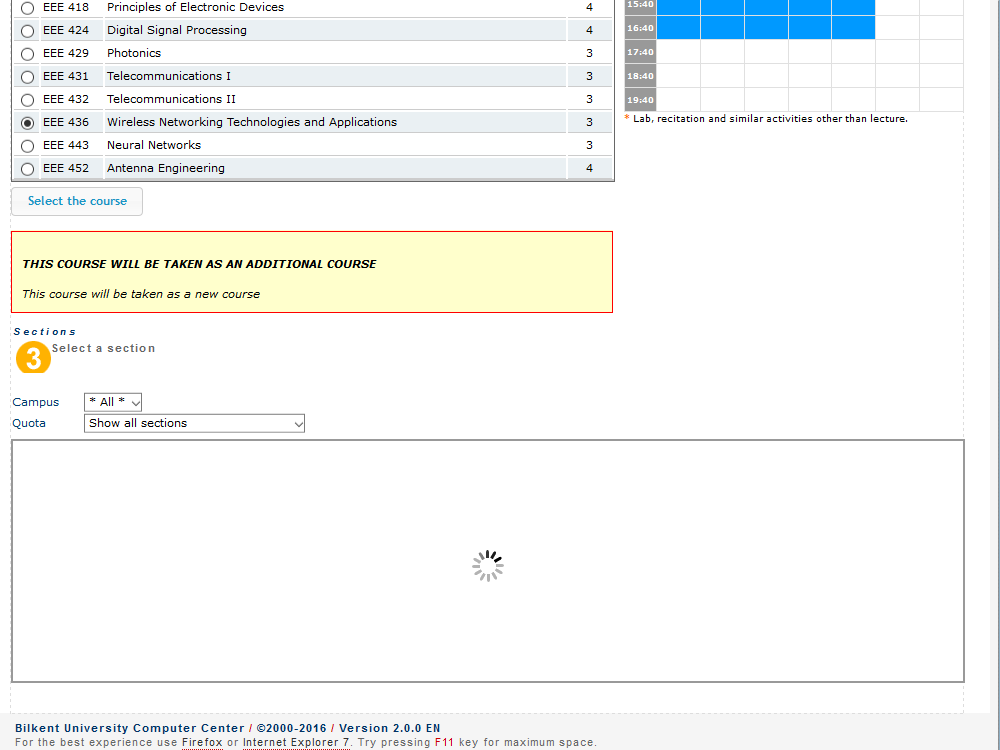 EEE 418 Principles of Electronic Devices 4
EEE 424 Digital Signal Processing 4
EEE 429 Photonics 3
EEE 431 Telecommunications I 3
EEE 432 Telecommunications II 3
EEE 436 Wireless Networking Technologies and Applications 3
EEE 443 Neural Networks 3
EEE 452 Antenna Engineering 4
15:40
16:40
17:40
18:40
19:40
* Lab, recitation and similar activities other than lecture.
Select the course
THIS COURSE WILL BE TAKEN AS AN ADDITIONAL COURSE
This course will be taken as a new course
Sections
3 Select a section
Campus * All *
Quota Show all sections
Bilkent University Computer Center / ©2000-2016 / Version 2.0.0 EN
For the best experience use Firefox or Internet Explorer 7. Try pressing F11 key for maximum space.